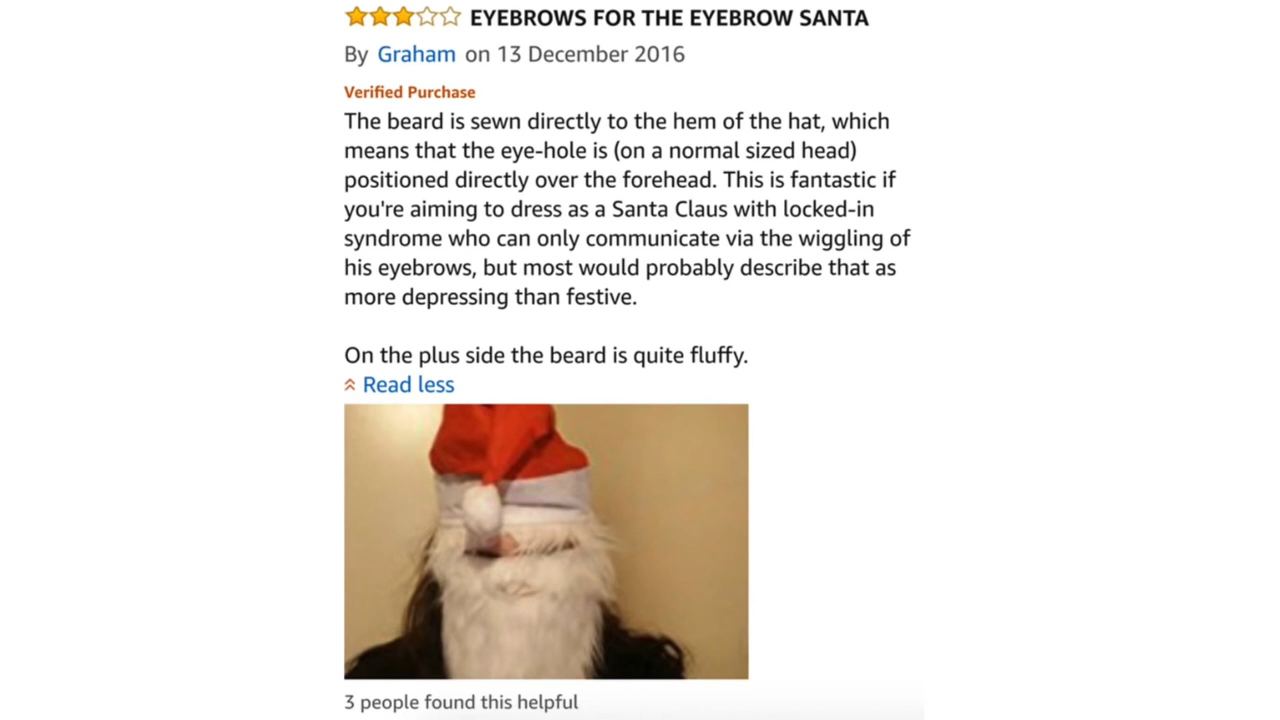 EYEBROWS FOR THE EYEBROW SANTA
By Graham on 13 December 2016
Verified Purchase
The beard is sewn directly to the hem of the hat, which
means that the eye-hole is (on a normal sized head)
positioned directly over the forehead. This is fantastic if
you're aiming to dress as a Santa Claus with locked-in
syndrome who can only communicate via the wiggling of
his eyebrows, but most would probably describe that as
more depressing than festive.
On the plus side the beard is quite fluffy.
Read less
3 people found this helpful